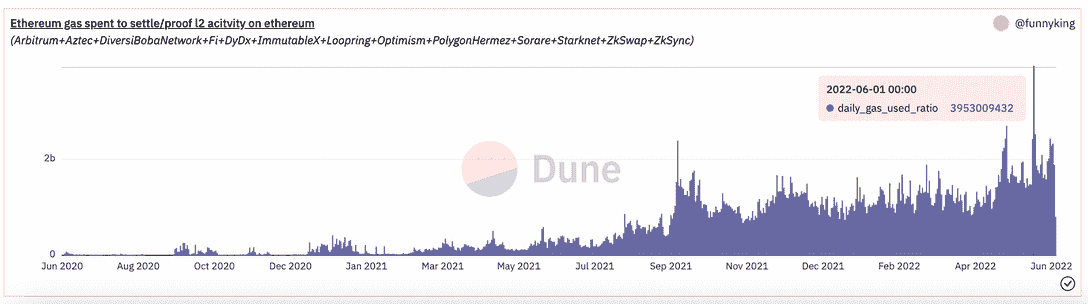 Ethereum gas spent to settle/proof l2 acitvity on ethereum
@funnyking
(Arbitrum+Aztec+DiversiBobaNetwork+Fi+DyDx+ImmutableX+Loopring+Optimism+PolygonHermez+Sorare+Starknet+ZkSwap+ZkSync)
2022-06-01 00:00
daily_gas_used_ratio 3953009432
2b
Dune
0
Jun 2020 Aug 2020 Oct 2020 Dec 2020 Jan 2021 Mar 2021 May 2021 Jul 2021 Sep 2021 Nov 2021 Dec 2021 Feb 2022 Apr 2022 Jun 2022